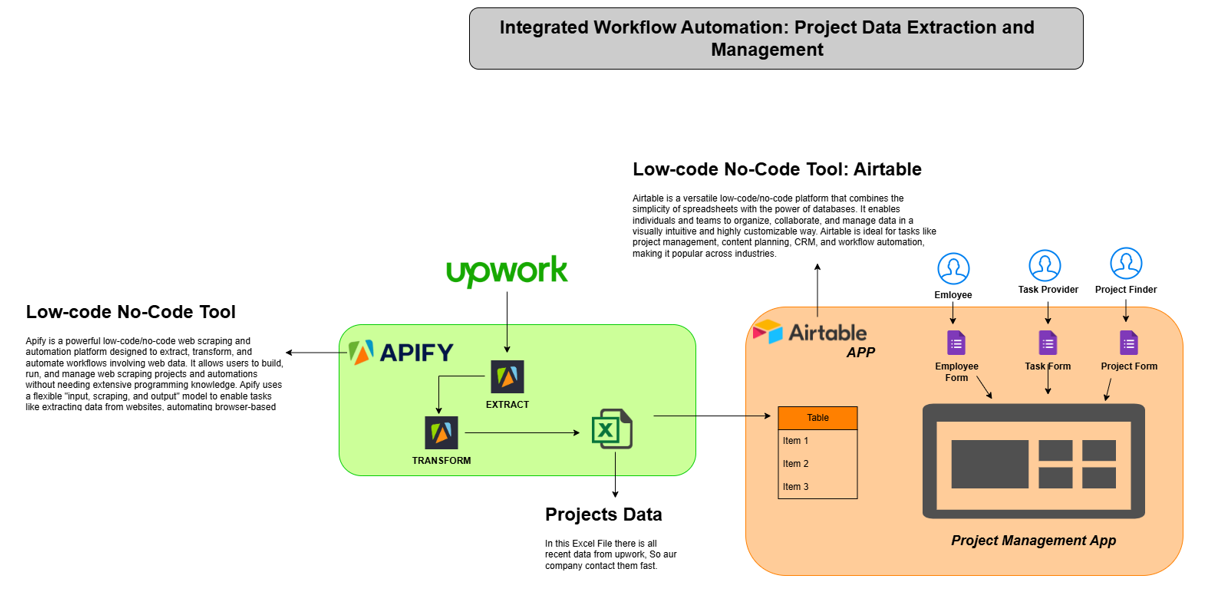 Integrated Workflow Automation: Project Data Extraction and
Management
Low-code No-Code Tool: Airtable
Airtable is a versatile low-code/no-code platform that combines the
simplicity of spreadsheets with the power of databases. It enables
individuals and teams to organize, collaborate, and manage data in a
visually intuitive and highly customizable way. Airtable is ideal for tasks like
project management, content planning, CRM, and workflow automation,
making it popular across industries.
upwork
Low-code No-Code Tool
Apify is a powerful low-code/no-code web scraping and
automation platform designed to extract, transform, and
automate workflows involving web data. It allows users to build,
run, and manage web scraping projects and automations
without needing extensive programming knowledge. Apify uses
a flexible "input, scraping, and output" model to enable tasks
like extracting data from websites, automating browser-based
APIFY
EXTRACT
TRANSFORM
X
Projects Data
In this Excel File there is all
recent data from upwork, So aur
company contact them fast.
Emloyee
Task Provider
Project Finder
Airtable
APP
Employee
Form
Task Form
Project Form
Table
Item 1
Item 2
Item 3
Project Management App